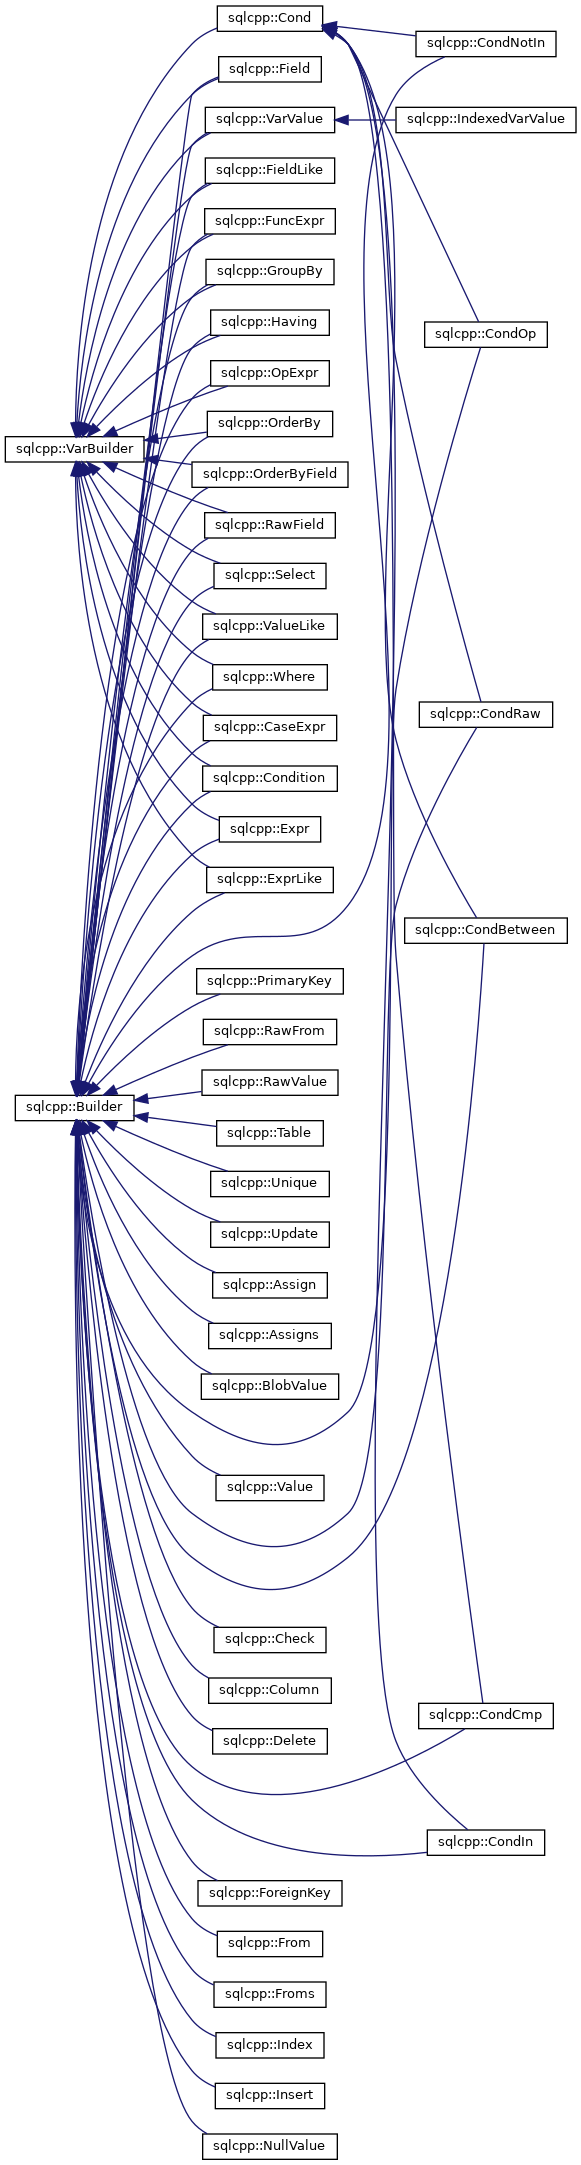 sqlcpp::Cond
sqlcpp::CondNotIn
sqlcpp::Field
sqlcpp::VarValue
sqlcpp::IndexedVarValue
sqlcpp::FieldLike
sqlcpp::FuncExpr
sqlcpp::GroupBy
sqlcpp::Having
sqlcpp::CondOp
sqlcpp::OpExpr
sqlcpp::OrderBy
sqlcpp::VarBuilder
sqlcpp::OrderByField
sqlcpp::RawField
sqlcpp::Select
sqlcpp::ValueLike
sqlcpp::Where
sqlcpp::CondRaw
sqlcpp::CaseExpr
sqlcpp::Condition
sqlcpp::Expr
sqlcpp::ExprLike
sqlcpp::CondBetween
sqlcpp::PrimaryKey
sqlcpp::RawFrom
sqlcpp::RawValue
sqlcpp::Builder
sqlcpp::Table
sqlcpp::Unique
sqlcpp::Update
sqlcpp::Assign
sqlcpp::Assigns
sqlcpp::BlobValue
sqlcpp::Value
sqlcpp::Check
sqlcpp::Column
sqlcpp::CondCmp
sqlcpp::Delete
sqlcpp::CondIn
sqlcpp::ForeignKey
sqlcpp::From
sqlcpp::Froms
sqlcpp::Index
sqlcpp::Insert
sqlcpp::NullValue